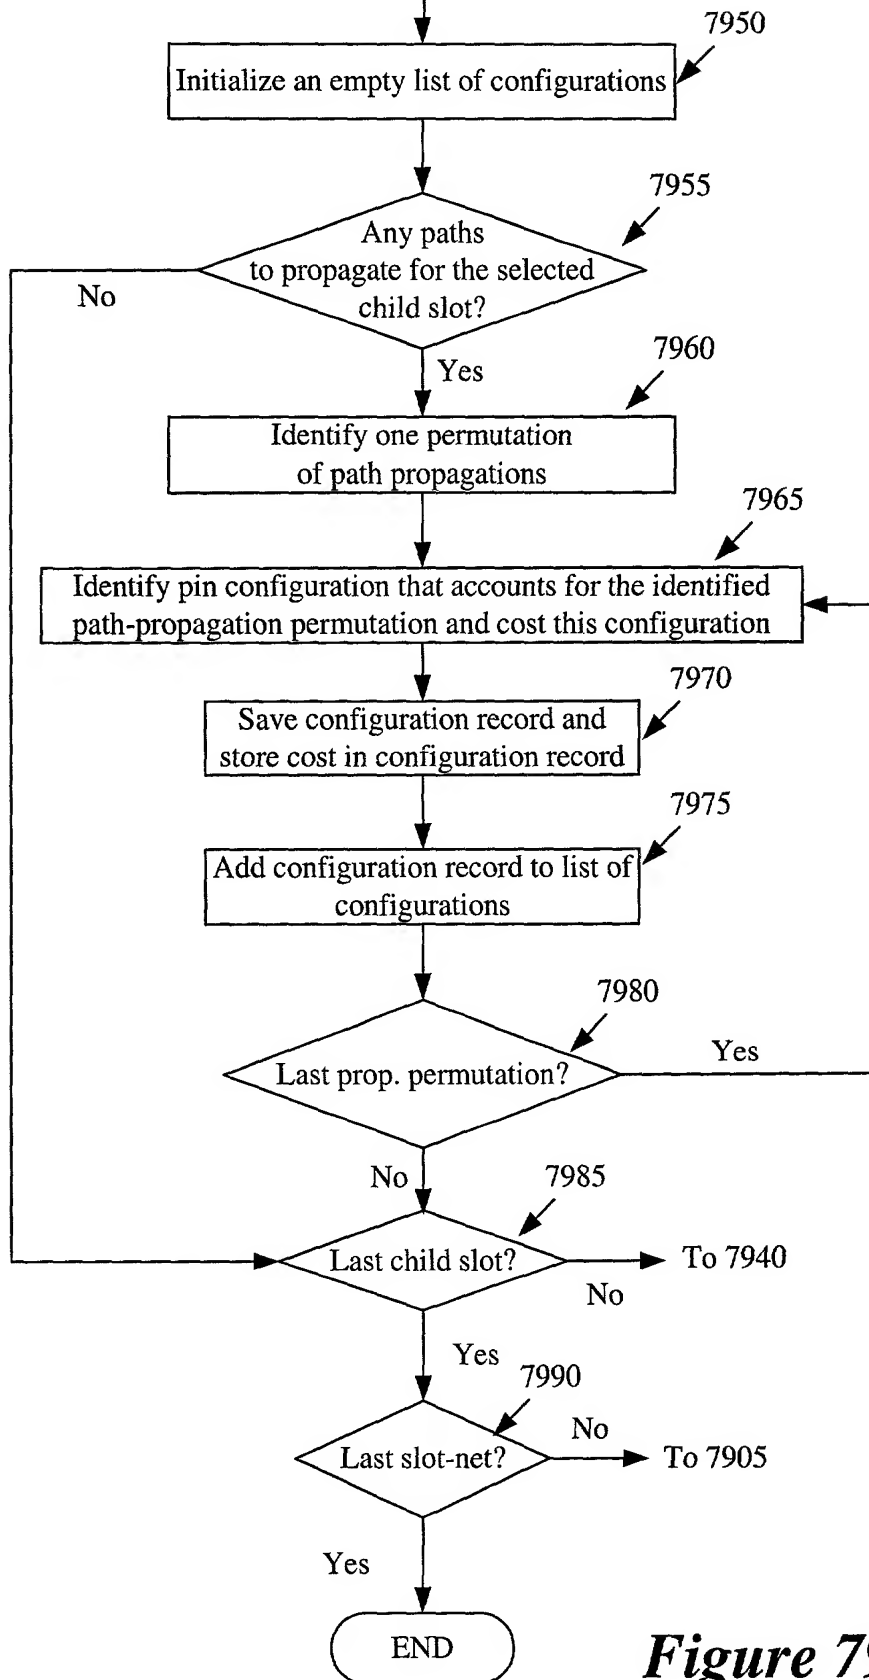 7950
Initialize an empty list of configurations
7955
Any paths
to propagate for the selected
child slot?
No
Yes
7960
Identify one permutation
of path propagations
7965
Identify pin configuration that accounts for the identified
path-propagation permutation and cost this configuration
7970
Save configuration record and
store cost in configuration record
7975
Add configuration record to list of
configurations
7980
Last prop. permutation?
Yes
No
7985
Last child slot?
To 7940
No
Yes
7990
Last slot-net?
No
To 7905
Yes
END
Figure 79